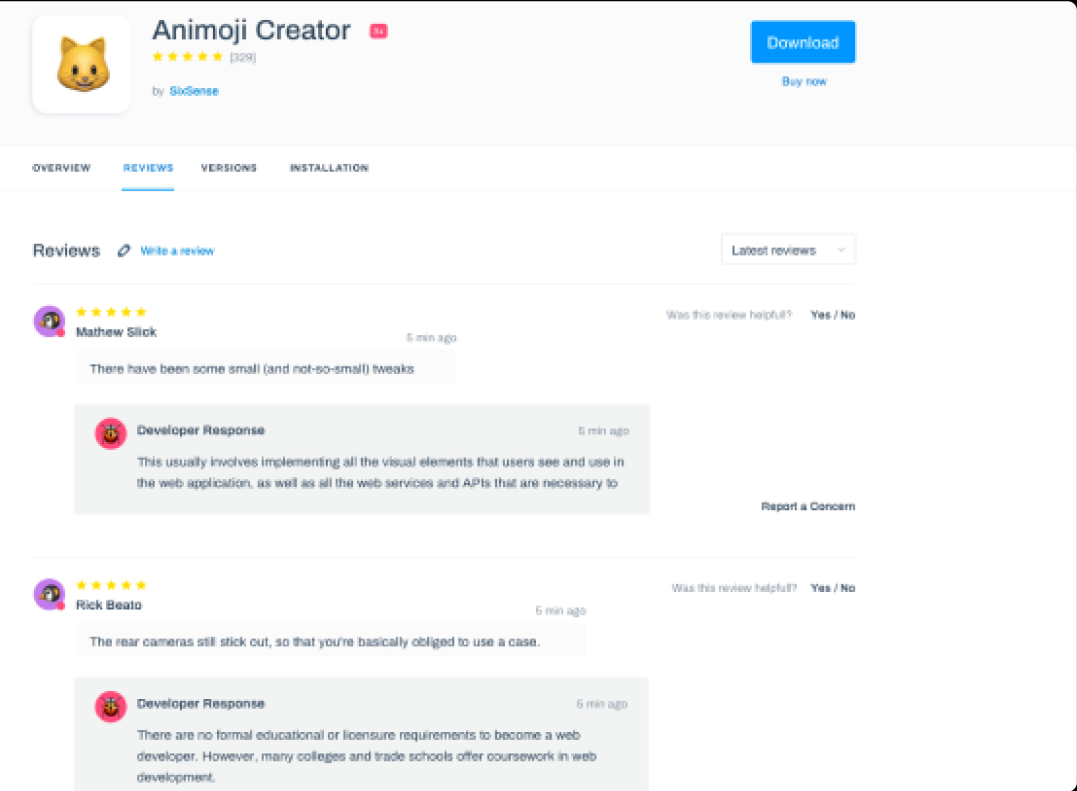 Animoji Creator
[329]
by SixSense
Download
Buy now
OVERVIEW REVIEWS VERSIONS INSTALLATION
Reviews Write a review
Latest reviews
Was this review helpfull? Yes / No
Mathew Slick
5 min ago
There have been some small (and not-so-small) tweaks
Developer Response 5 min ago
This usually involves implementing all the visual elements that users see and use in
the web application, as well as all the web services and APIs that are necessary to
Report a Concern
Was this review helpfull? Yes / No
Rick Beato
5 min ago
The rear cameras still stick out, so that you're basically obliged to use a case.
Developer Response 5 min ago
There are no formal educational or licensure requirements to become a web
developer. However, many colleges and trade schools offer coursework in web
development.